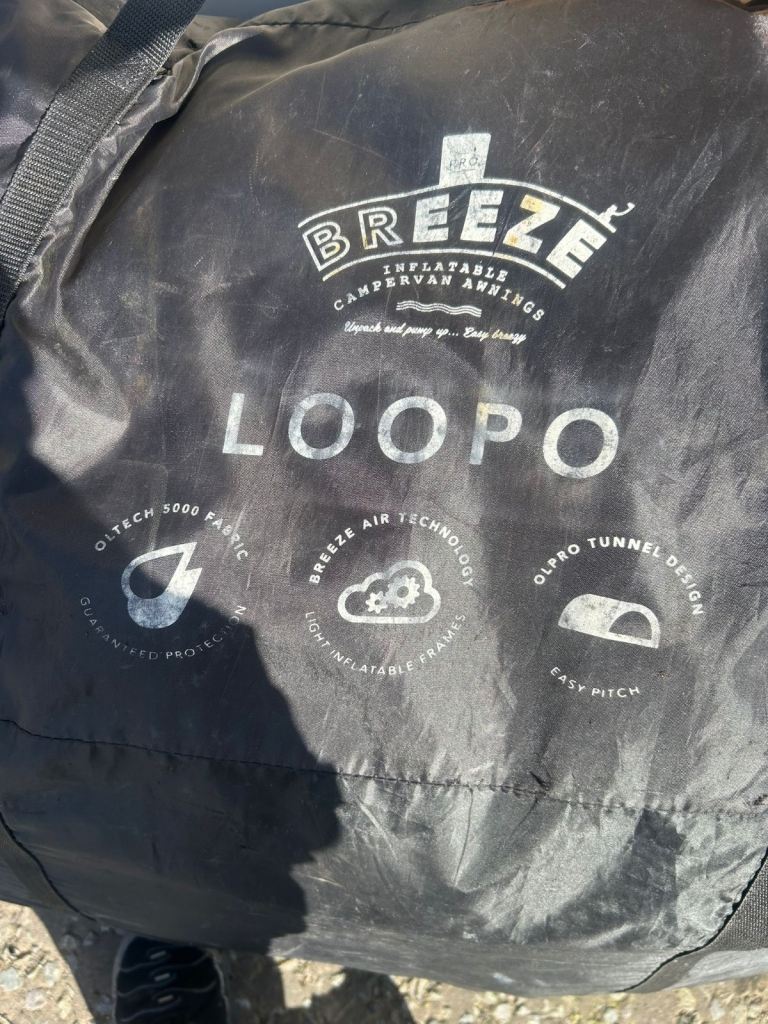 PRO
BREEZE
INFLATABLE
CAMPERVAN AWNINGS
Unpack and pump up... Easy breezy
LOOPO
OLTECH 5000 FABRIC
GUARANTEED PROTECTION
BREEZE AIR TECHNOLOGY
LIGHT INFLATABLE FRAMES
OLPRO TUNNEL DESIGN
EASY PITCH